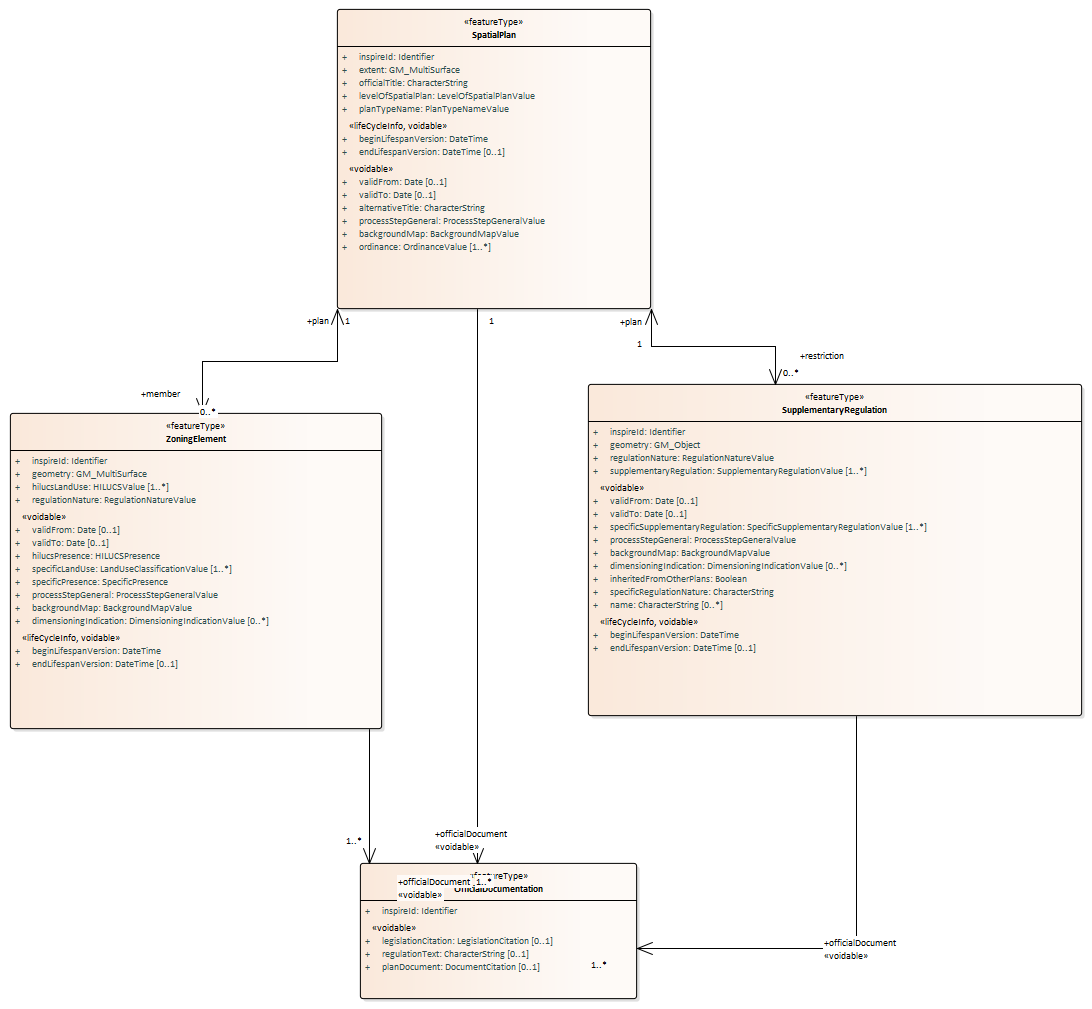 «featureType»
SpatialPlan
+ inspireId: Identifier
+ extent: GM_MultiSurface
+ officialTitle: CharacterString
+ levelOfSpatialPlan: LevelOfSpatialPlanValue
+ planTypeName: PlanTypeNameValue
«lifeCycleInfo, voidable»
+ beginLifespanVersion: DateTime
+ endLifespanVersion: DateTime [0..1]
«voidable»
+ validFrom: Date [0..1]
+ validTo: Date [0..1]
+ alternativeTitle: CharacterString
+ processStepGeneral: ProcessStepGeneralValue
+ backgroundMap: BackgroundMapValue
+ ordinance: OrdinanceValue [1..*]
+plan 1
1
+plan
1
+restriction
0..*
+member
0..*
«featureType»
ZoningElement
+ inspireId: Identifier
+ geometry: GM_MultiSurface
+ hilucsLandUse: HILUCSValue [1..*]
+ regulationNature: RegulationNatureValue
«voidable»
+ validFrom: Date [0..1]
+ validTo: Date [0..1]
+ hilucsPresence: HILUCSPresence
+ specificLandUse: LandUseClassificationValue [1..*]
+ specificPresence: SpecificPresence
+ processStepGeneral: ProcessStepGeneralValue
+ backgroundMap: BackgroundMapValue
+ dimensioningIndication: DimensioningIndicationValue [0..*]
«lifeCycleInfo, voidable»
+ beginLifespanVersion: DateTime
+ endLifespanVersion: DateTime [0..1]
«featureType»
SupplementaryRegulation
+ inspireId: Identifier
+ geometry: GM_Object
+ regulationNature: RegulationNatureValue
+ supplementaryRegulation: SupplementaryRegulationValue [1..*]
«voidable»
+ validFrom: Date [0..1]
+ validTo: Date [0..1]
+ specificSupplementaryRegulation: SpecificSupplementaryRegulationValue [1..*]
+ processStepGeneral: ProcessStepGeneralValue
+ backgroundMap: BackgroundMapValue
+ dimensioningIndication: DimensioningIndicationValue [0..*]
+ inheritedFromOtherPlans: Boolean
+ specificRegulationNature: CharacterString
+ name: CharacterString [0..*]
«lifeCycleInfo, voidable»
+ beginLifespanVersion: DateTime
+ endLifespanVersion: DateTime [0..1]
1..*
+officialDocument
«voidable»
«featureType»
+officialDocument 1..*
OfficialDocumentation
«voidable»
+ inspireId: Identifier
«voidable»
+ legislationCitation: LegislationCitation [0..1]
+ regulationText: CharacterString [0..1]
+ planDocument: DocumentCitation [0..1]
1..*
+officialDocument
«voidable»